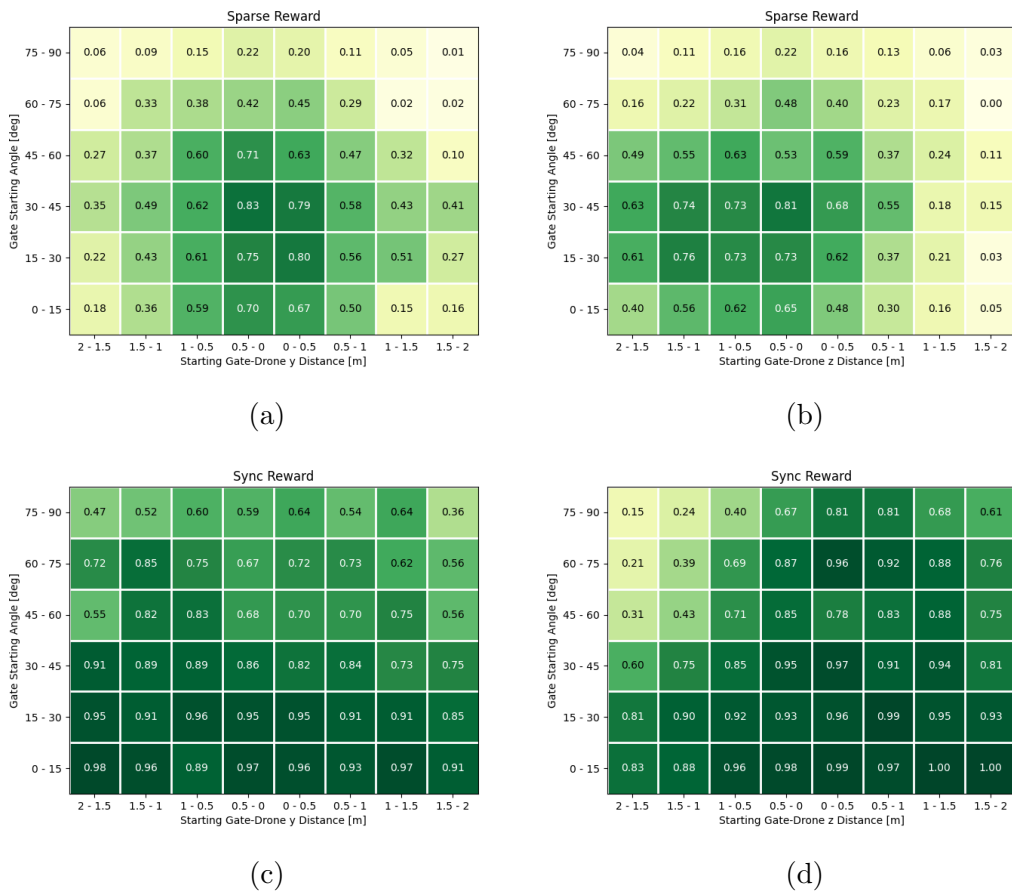 Sparse Reward
Gate Starting Angle [deg]
75 - 90 0.06 0.09 0.15 0.22 0.20 0.11 0.05 0.01
60 - 75 0.06 0.33 0.38 0.42 0.45 0.29 0.02 0.02
45 - 60 0.27 0.37 0.60 0.71 0.63 0.47 0.32 0.10
30 - 45 0.35 0.49 0.62 0.83 0.79 0.58 0.43 0.41
15 - 30 0.22 0.43 0.61 0.75 0.80 0.56 0.51 0.27
0 - 15 0.18 0.36 0.59 0.70 0.67 0.50 0.15 0.16
2 - 1.5 1.5 - 1 1 - 0.5 0.5 - 0 0 - 0.5 0.5 - 1 1 - 1.5 1.5 - 2
Starting Gate-Drone y Distance [m]
(a)
Sparse Reward
Gate Starting Angle [deg]
75 - 90 0.04 0.11 0.16 0.22 0.16 0.13 0.06 0.03
60 - 75 0.16 0.22 0.31 0.48 0.40 0.23 0.17 0.00
45 - 60 0.49 0.55 0.63 0.53 0.59 0.37 0.24 0.11
30 - 45 0.63 0.74 0.73 0.81 0.68 0.55 0.18 0.15
15 - 30 0.61 0.76 0.73 0.73 0.62 0.37 0.21 0.03
0 - 15 0.40 0.56 0.62 0.65 0.48 0.30 0.16 0.05
2 - 1.5 1.5 - 1 1 - 0.5 0.5 - 0 0 - 0.5 0.5 - 1 1 - 1.5 1.5 - 2
Starting Gate-Drone z Distance [m]
(b)
Sync Reward
Gate Starting Angle [deg]
75 - 90 0.47 0.52 0.60 0.59 0.64 0.54 0.64 0.36
60 - 75 0.72 0.85 0.75 0.67 0.72 0.73 0.62 0.56
45 - 60 0.55 0.82 0.83 0.68 0.70 0.70 0.75 0.56
30 - 45 0.91 0.89 0.89 0.86 0.82 0.84 0.73 0.75
15 - 30 0.95 0.91 0.96 0.95 0.95 0.91 0.91 0.85
0 - 15 0.98 0.96 0.89 0.97 0.96 0.93 0.97 0.91
2 - 1.5 1.5 - 1 1 - 0.5 0.5 - 0 0 - 0.5 0.5 - 1 1 - 1.5 1.5 - 2
Starting Gate-Drone y Distance [m]
(c)
Sync Reward
Gate Starting Angle [deg]
75 - 90 0.15 0.24 0.40 0.67 0.81 0.81 0.68 0.61
60 - 75 0.21 0.39 0.69 0.87 0.96 0.92 0.88 0.76
45 - 60 0.31 0.43 0.71 0.85 0.78 0.83 0.88 0.75
30 - 45 0.60 0.75 0.85 0.95 0.97 0.91 0.94 0.81
15 - 30 0.81 0.90 0.92 0.93 0.96 0.99 0.95 0.93
0 - 15 0.83 0.88 0.96 0.98 0.99 0.97 1.00 1.00
2 - 1.5 1.5 - 1 1 - 0.5 0.5 - 0 0 - 0.5 0.5 - 1 1 - 1.5 1.5 - 2
Starting Gate-Drone z Distance [m]
(d)